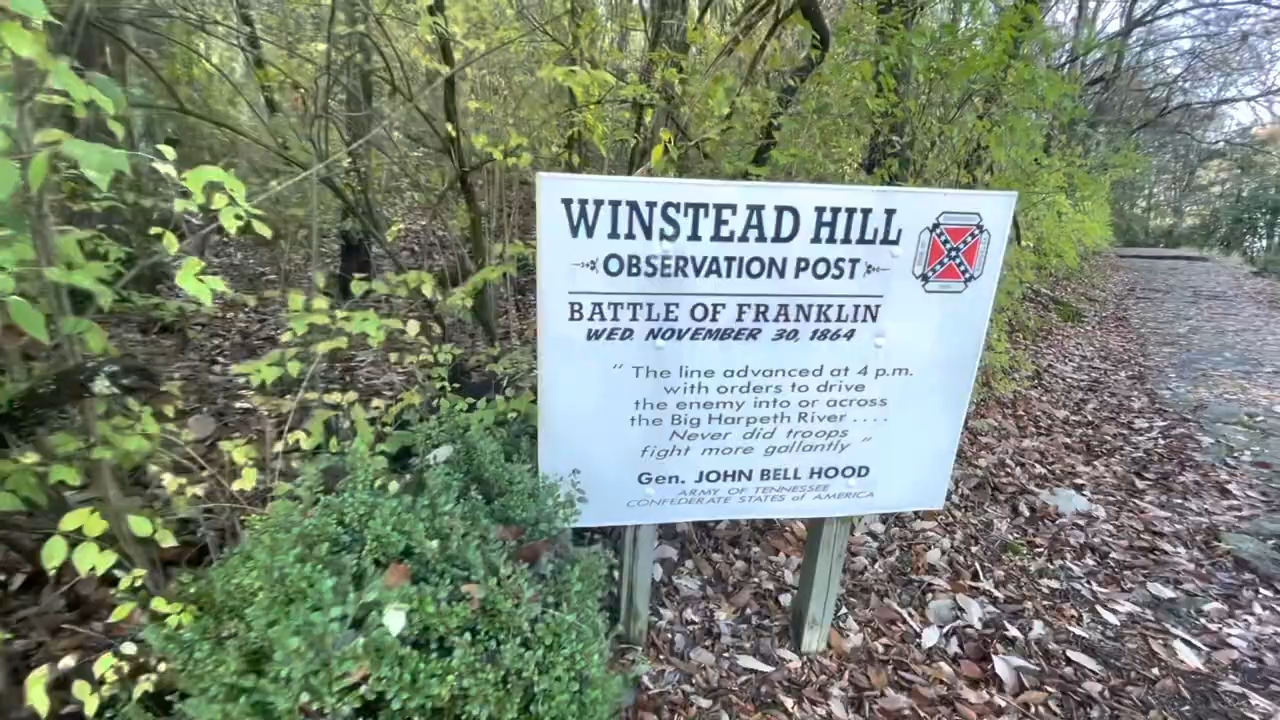 WINSTEAD HILL
OBSERVATION POST
BATTLE OF FRANKLIN
WED. NOVEMBER 30, 1864
" The line advanced at 4 p.m.
with orders to drive
the enemy into or across
the Big Harpeth River ....
Never did troops
fight more gallantly "
Gen. JOHN BELL HOOD
ARMY OF TENNESSEE
CONFEDERATE STATES of AMERICA